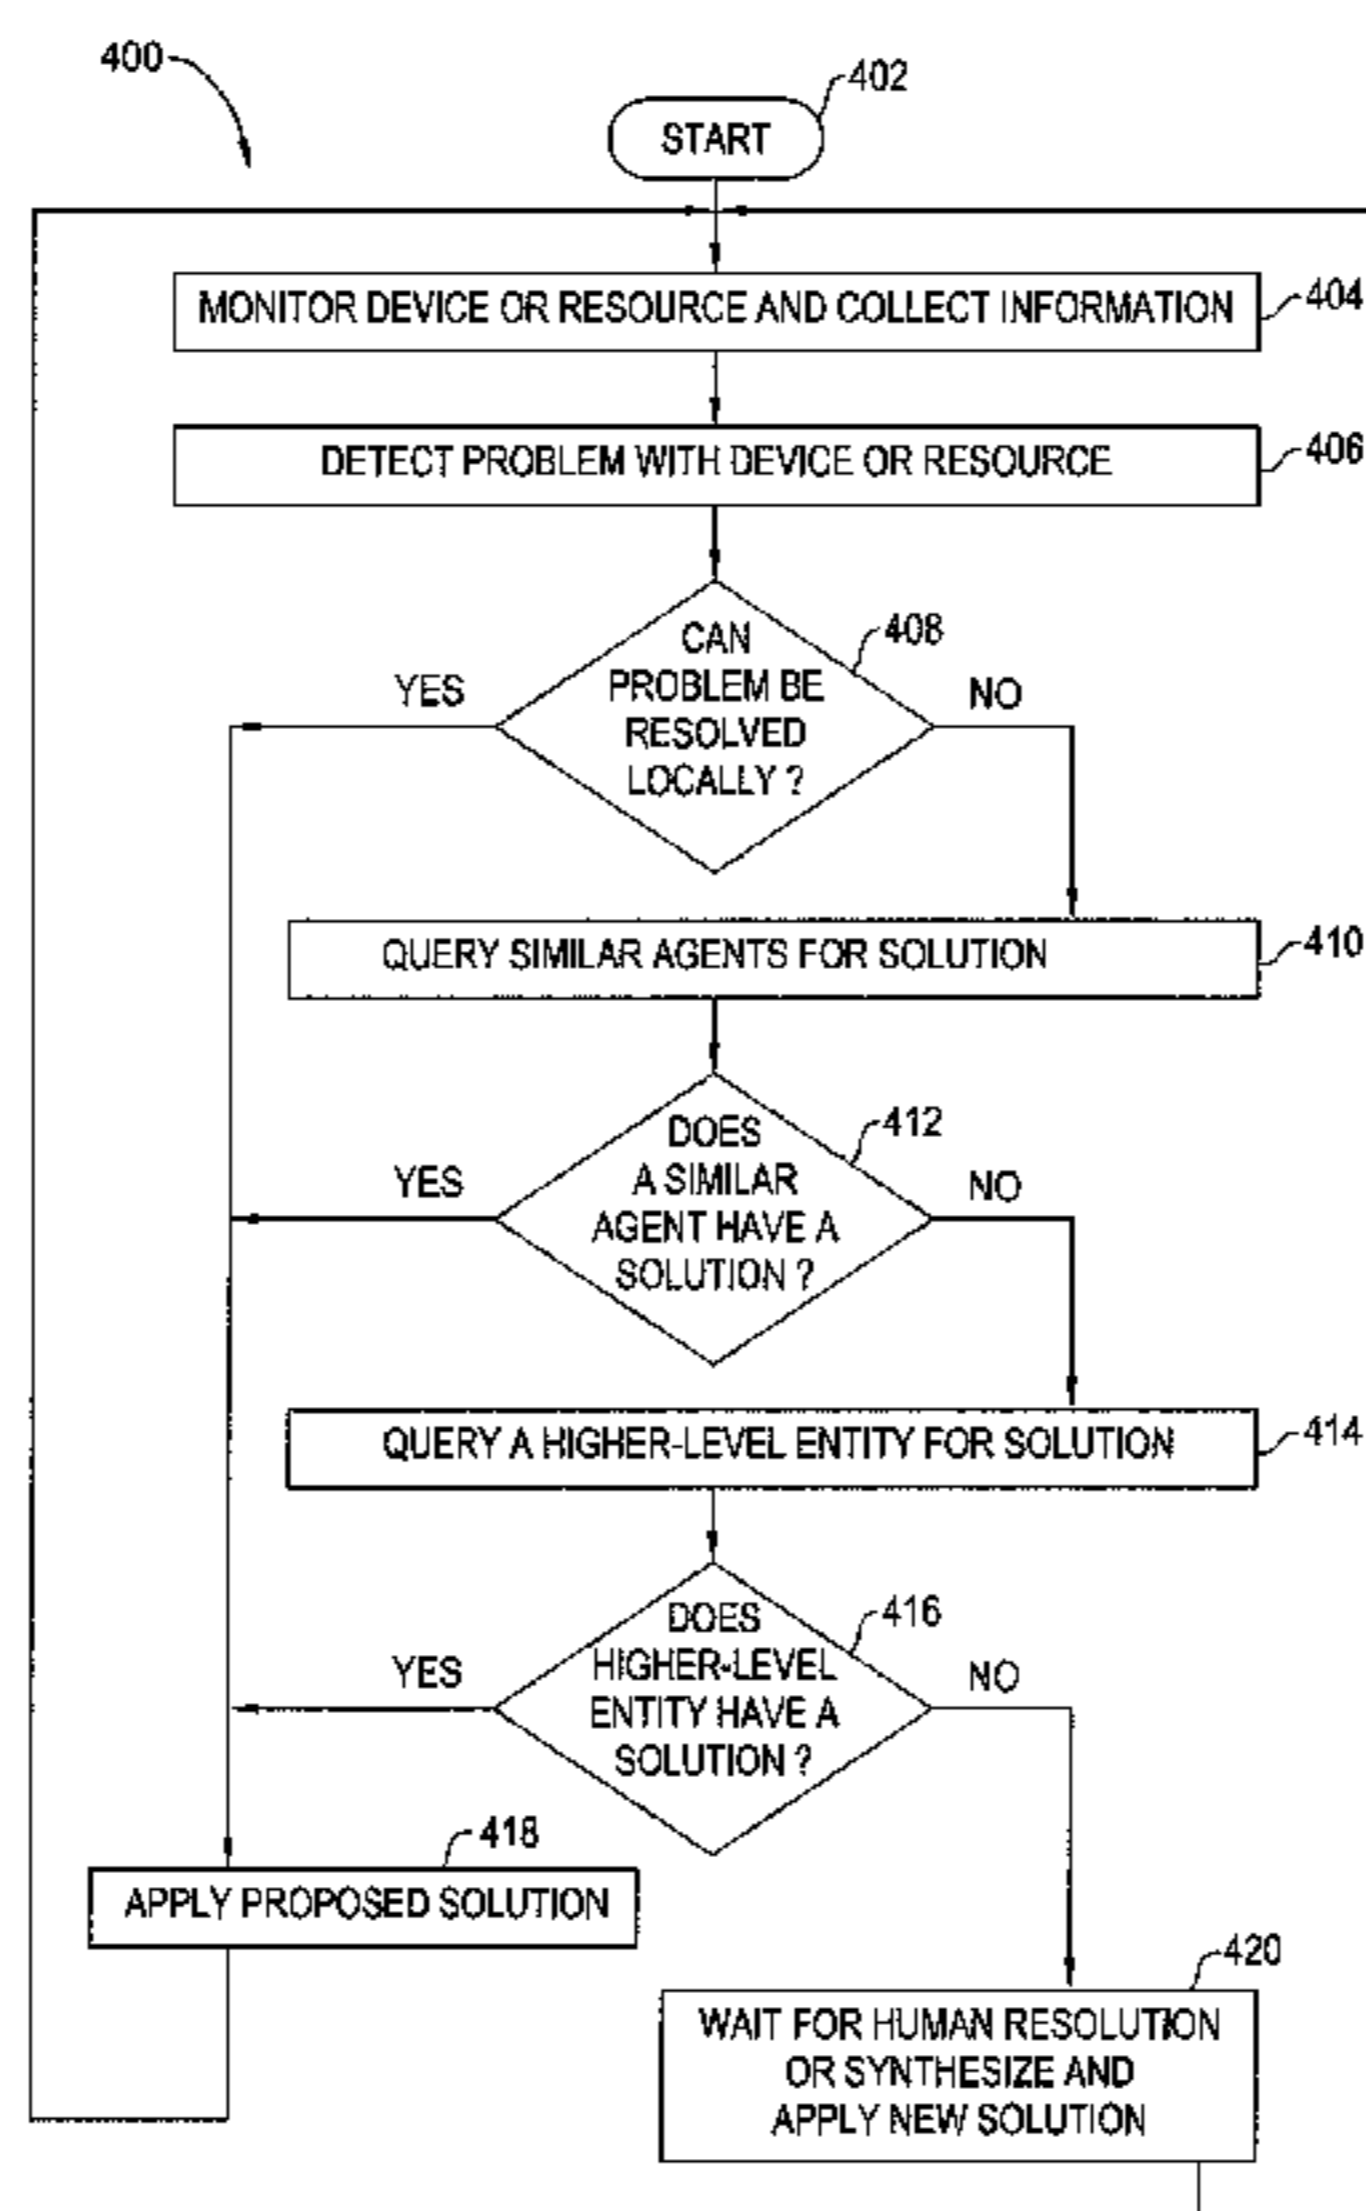 400
402
START
MONITOR DEVICE OR RESOURCE AND COLLECT INFORMATION
404
DETECT PROBLEM WITH DEVICE OR RESOURCE
406
CAN
PROBLEM BE
RESOLVED
LOCALLY ?
408
YES
NO
QUERY SIMILAR AGENTS FOR SOLUTION
410
DOES
A SIMILAR
AGENT HAVE A
SOLUTION ?
412
YES
NO
QUERY A HIGHER-LEVEL ENTITY FOR SOLUTION
414
DOES
HIGHER-LEVEL
ENTITY HAVE A
SOLUTION ?
416
YES
NO
418
APPLY PROPOSED SOLUTION
420
WAIT FOR HUMAN RESOLUTION
OR SYNTHESIZE AND
APPLY NEW SOLUTION